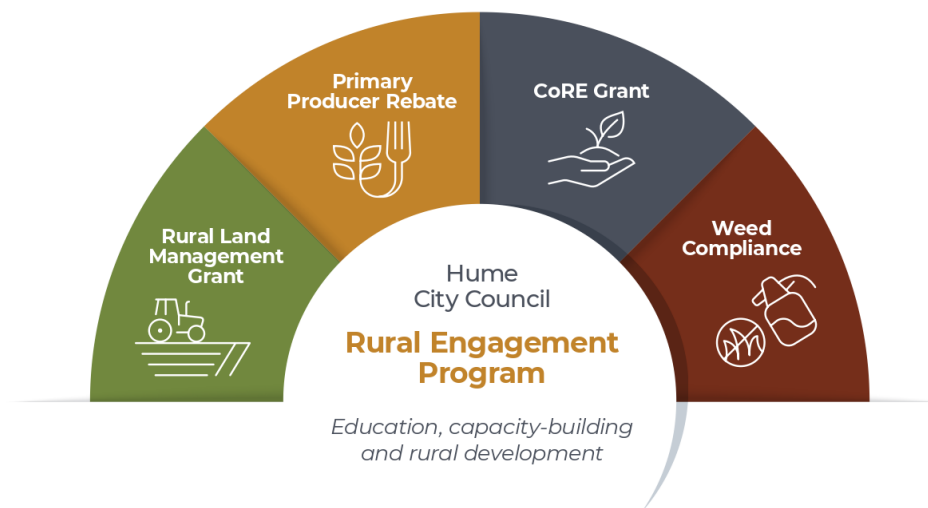 Primary
Producer Rebate
CoRE Grant
Rural Land
Management
Grant
Weed
Compliance
Hume
City Council
Rural Engagement
Program
Education, capacity-building
and rural development